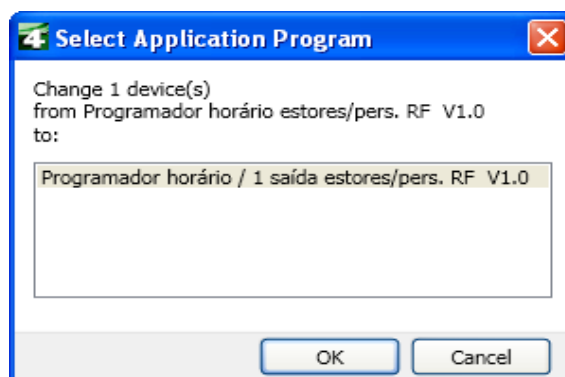 4 Select Application Program
Change 1 device(s)
from Programador horário estores/pers. RF  V1.0
to:
Programador horário / 1 saída estores/pers. RF  V1.0
OK
Cancel